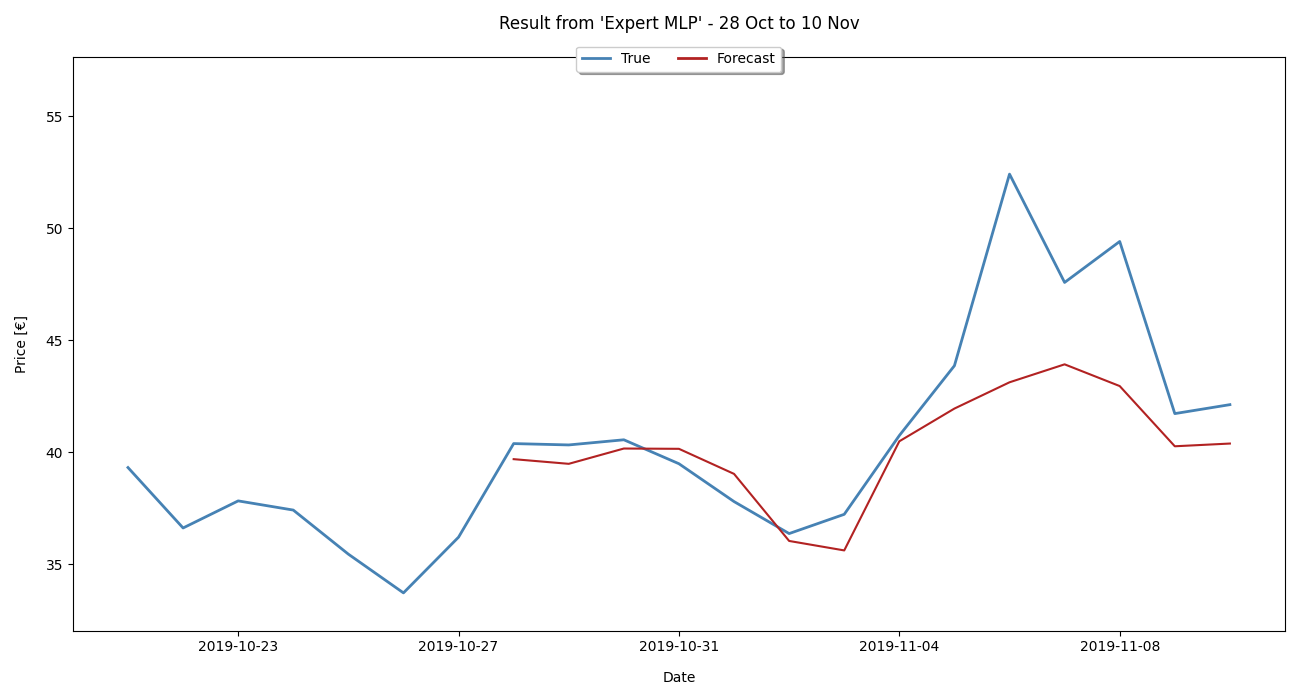 Result from 'Expert MLP' - 28 Oct to 10 Nov
True Forecast
55
50
45
40
35
Price [€]
2019-10-23 2019-10-27 2019-10-31 2019-11-04 2019-11-08
Date